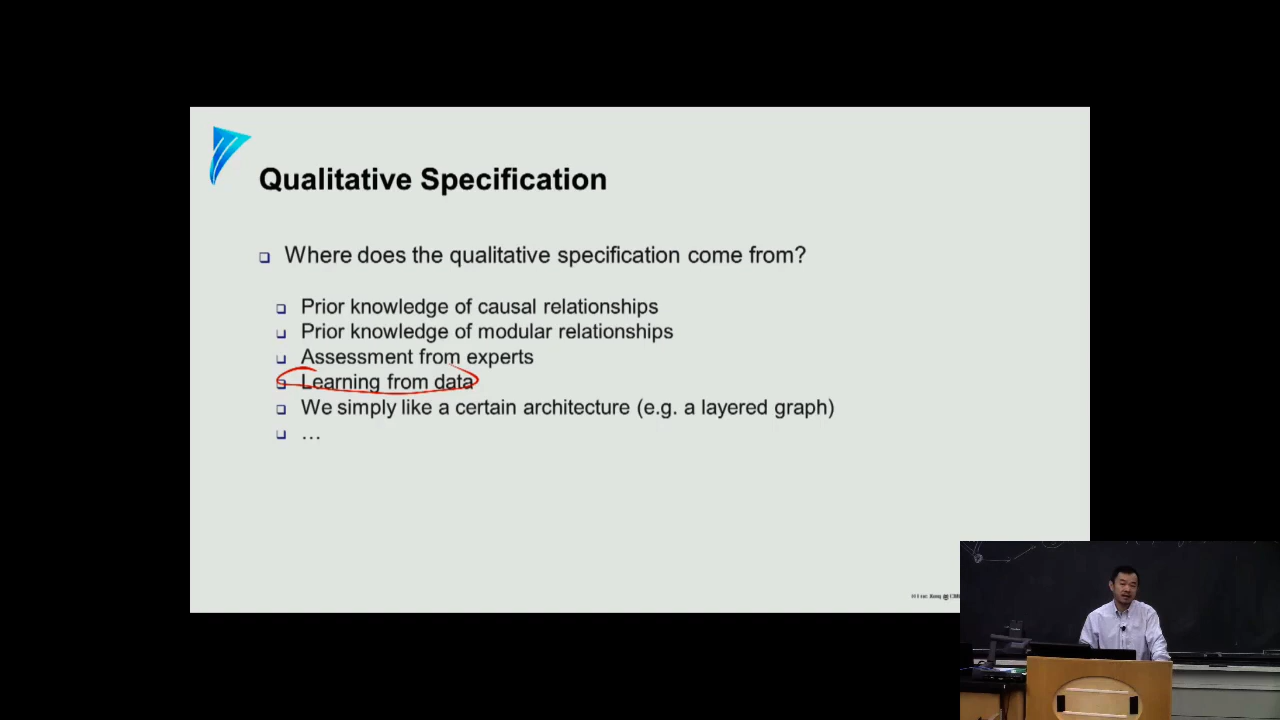 Qualitative Specification
Where does the qualitative specification come from?
Prior knowledge of causal relationships
Prior knowledge of modular relationships
Assessment from experts
Learning from data
We simply like a certain architecture (e.g. a layered graph)
…